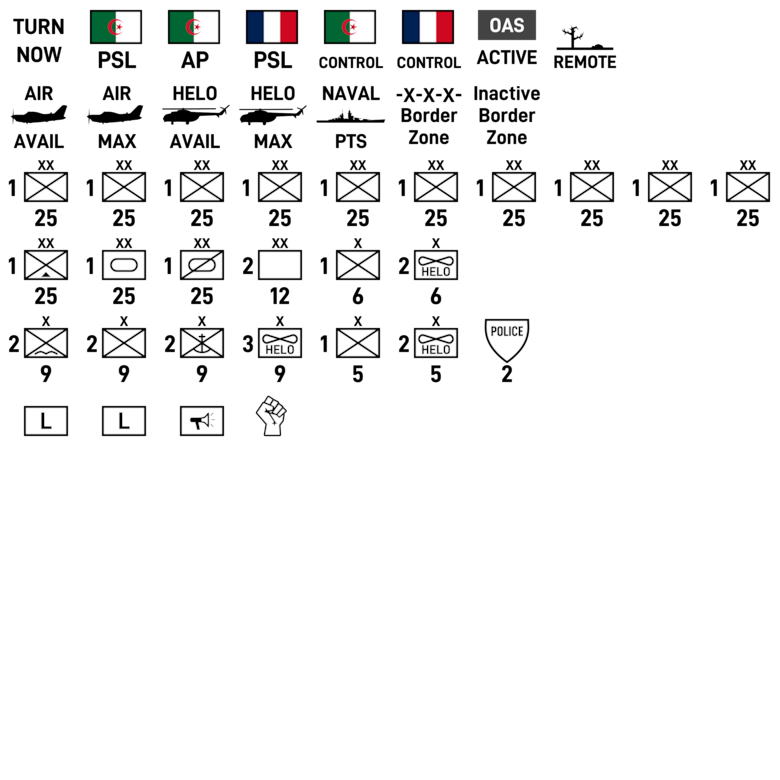 TURN NOW
PSL
AP
PSL
CONTROL
CONTROL
OAS
ACTIVE
REMOTE
AIR AVAIL
AIR MAX
HELO AVAIL
HELO MAX
NAVAL PTS
-X-X-X- Border Zone
Inactive Border Zone
XX XX XX XX XX XX XX XX XX XX
1 1 1 1 1 1 1 1 1 1
25 25 25 25 25 25 25 25 25 25
XX XX XX XX X X
1 1 1 2 1 2 HELO
25 25 25 12 6 6
X X X X X X
2 2 2 3 HELO 1 2 HELO POLICE
9 9 9 9 5 5 2
L L